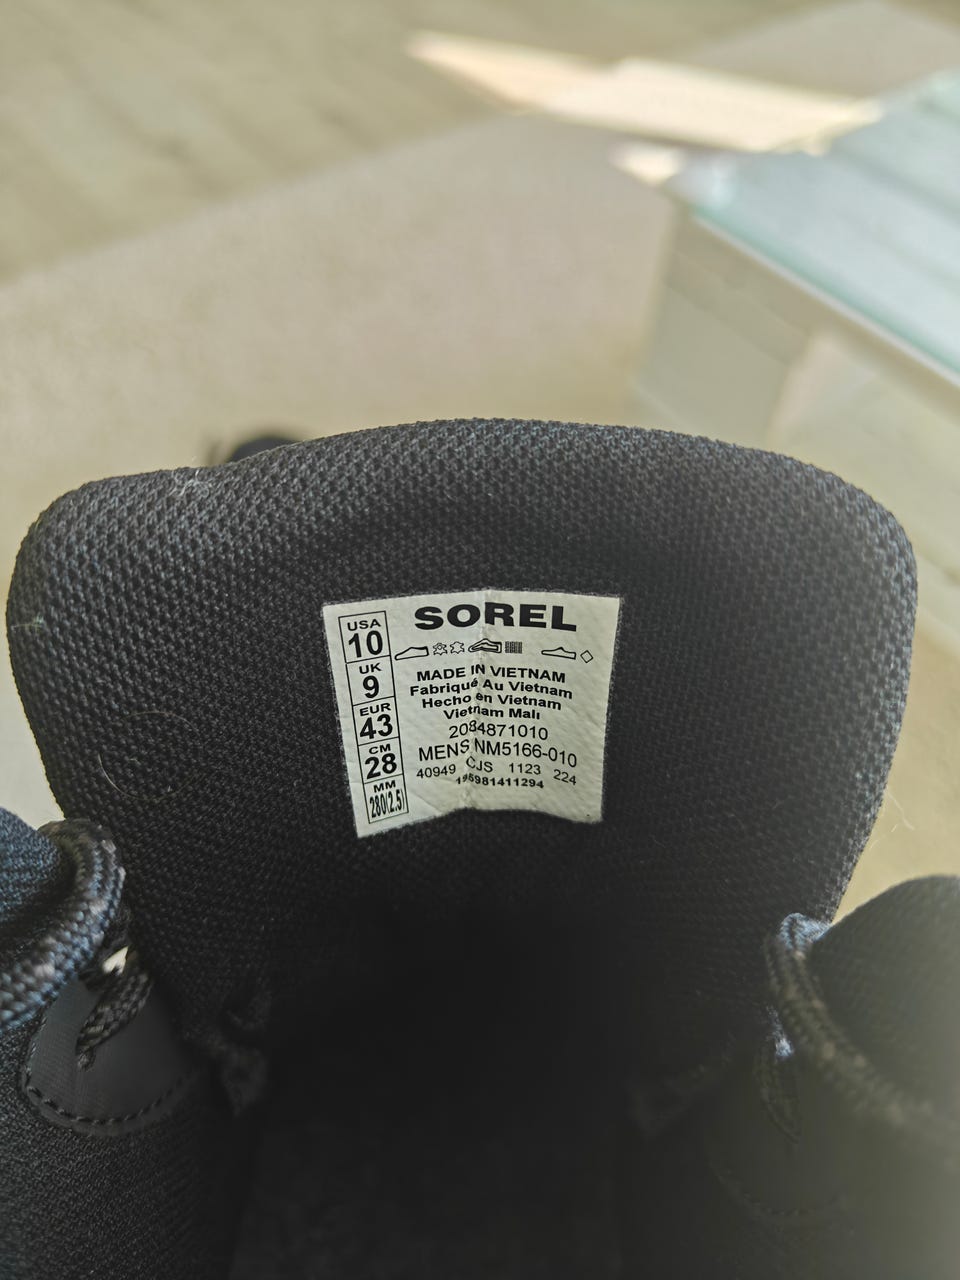 SOREL
USA
10
UK
9
EUR
43
CM
28
MM
280(2.5)
MADE IN VIETNAM
Fabriqué Au Vietnam
Hecho en Vietnam
Vietnam Malı
2084871010
MENS NM5166-010
40949 CJS 1123 224
195981411294